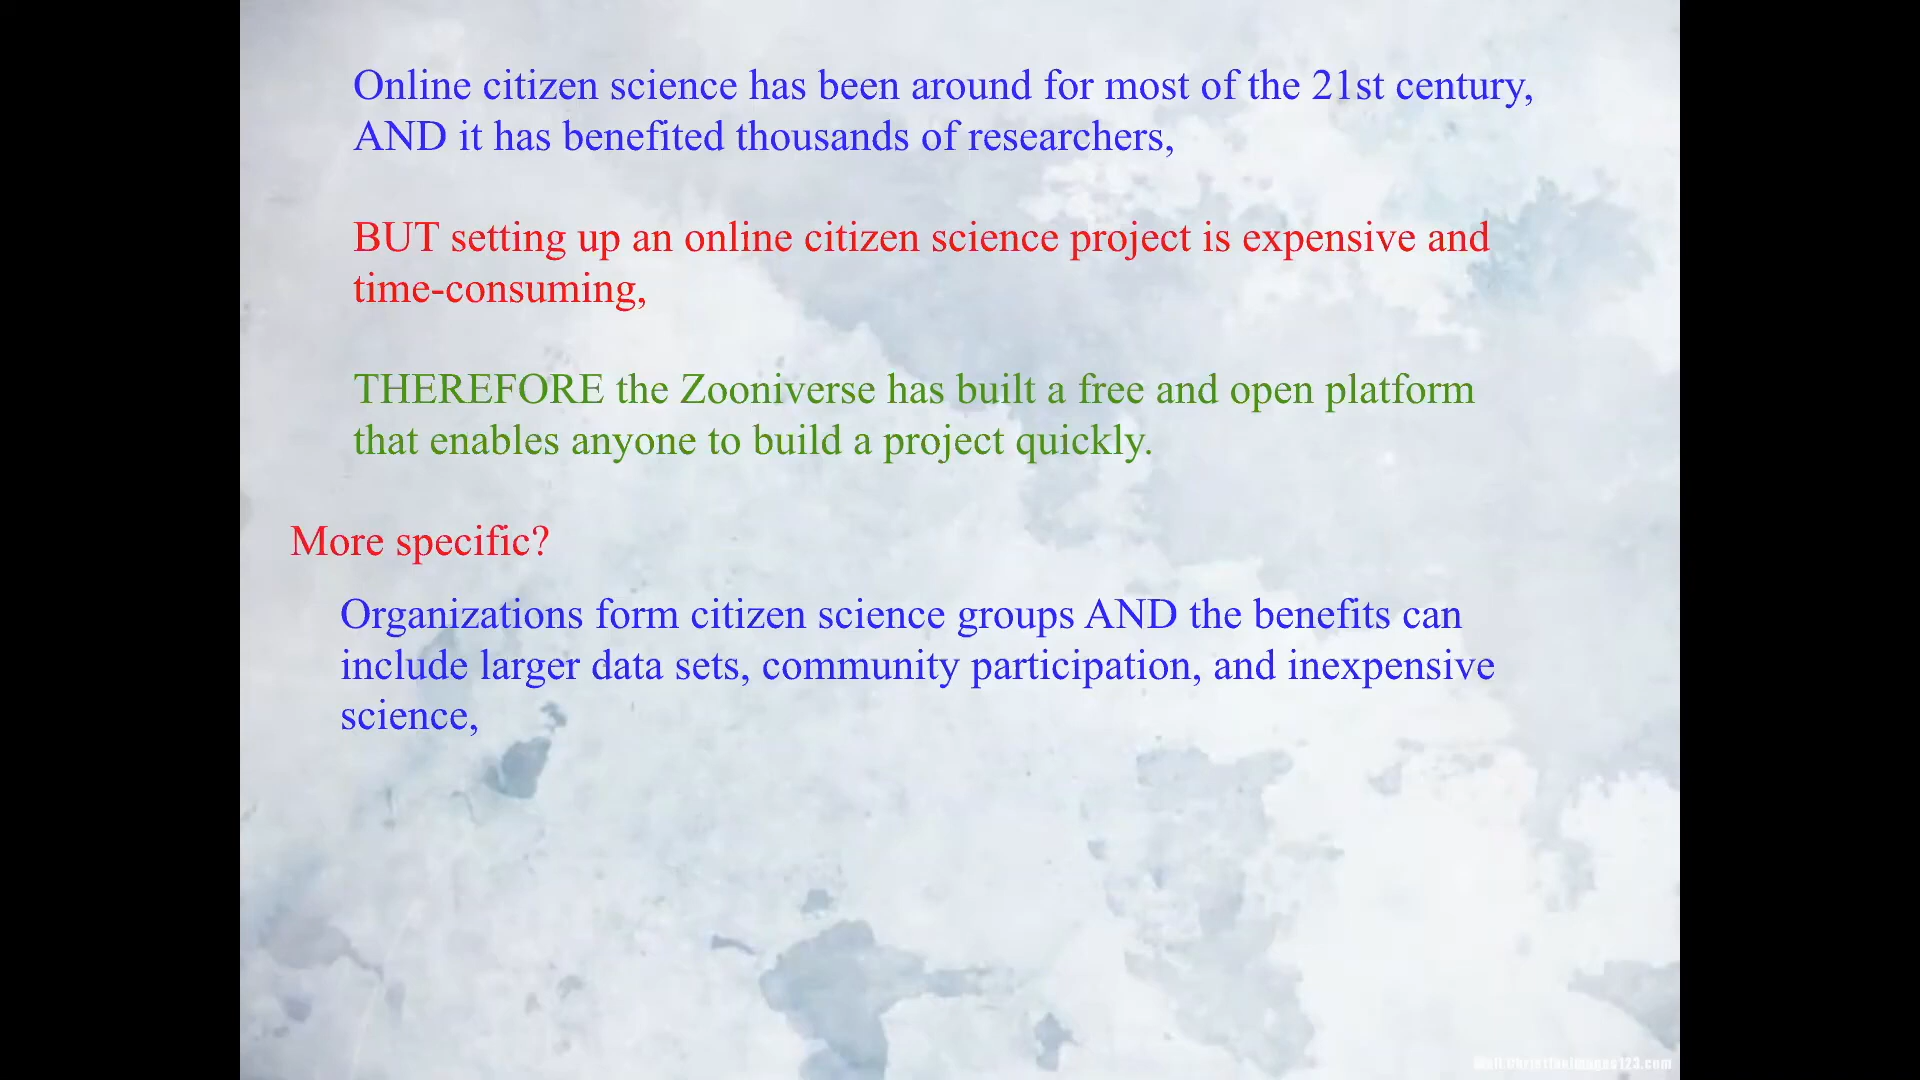 Online citizen science has been around for most of the 21st century,
AND it has benefited thousands of researchers,
BUT setting up an online citizen science project is expensive and
time-consuming,
THEREFORE the Zooniverse has built a free and open platform
that enables anyone to build a project quickly.
More specific?
Organizations form citizen science groups AND the benefits can
include larger data sets, community participation, and inexpensive
science,